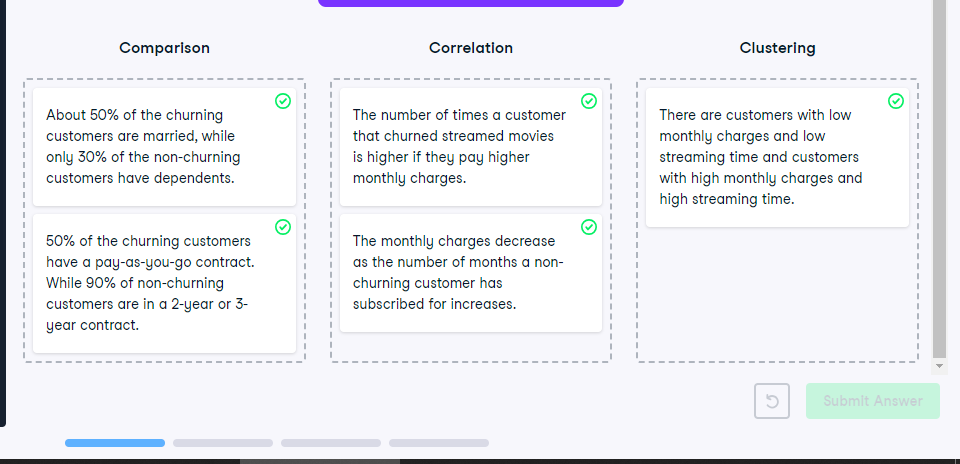 Comparison
Correlation
Clustering
About 50% of the churning
customers are married, while
only 30% of the non-churning
customers have dependents.
50% of the churning customers
have a pay-as-you-go contract.
While 90% of non-churning
customers are in a 2-year or 3-
year contract.
The number of times a customer
that churned streamed movies
is higher if they pay higher
monthly charges.
The monthly charges decrease
as the number of months a non-
churning customer has
subscribed for increases.
There are customers with low
monthly charges and low
streaming time and customers
with high monthly charges and
high streaming time.
Submit Answer